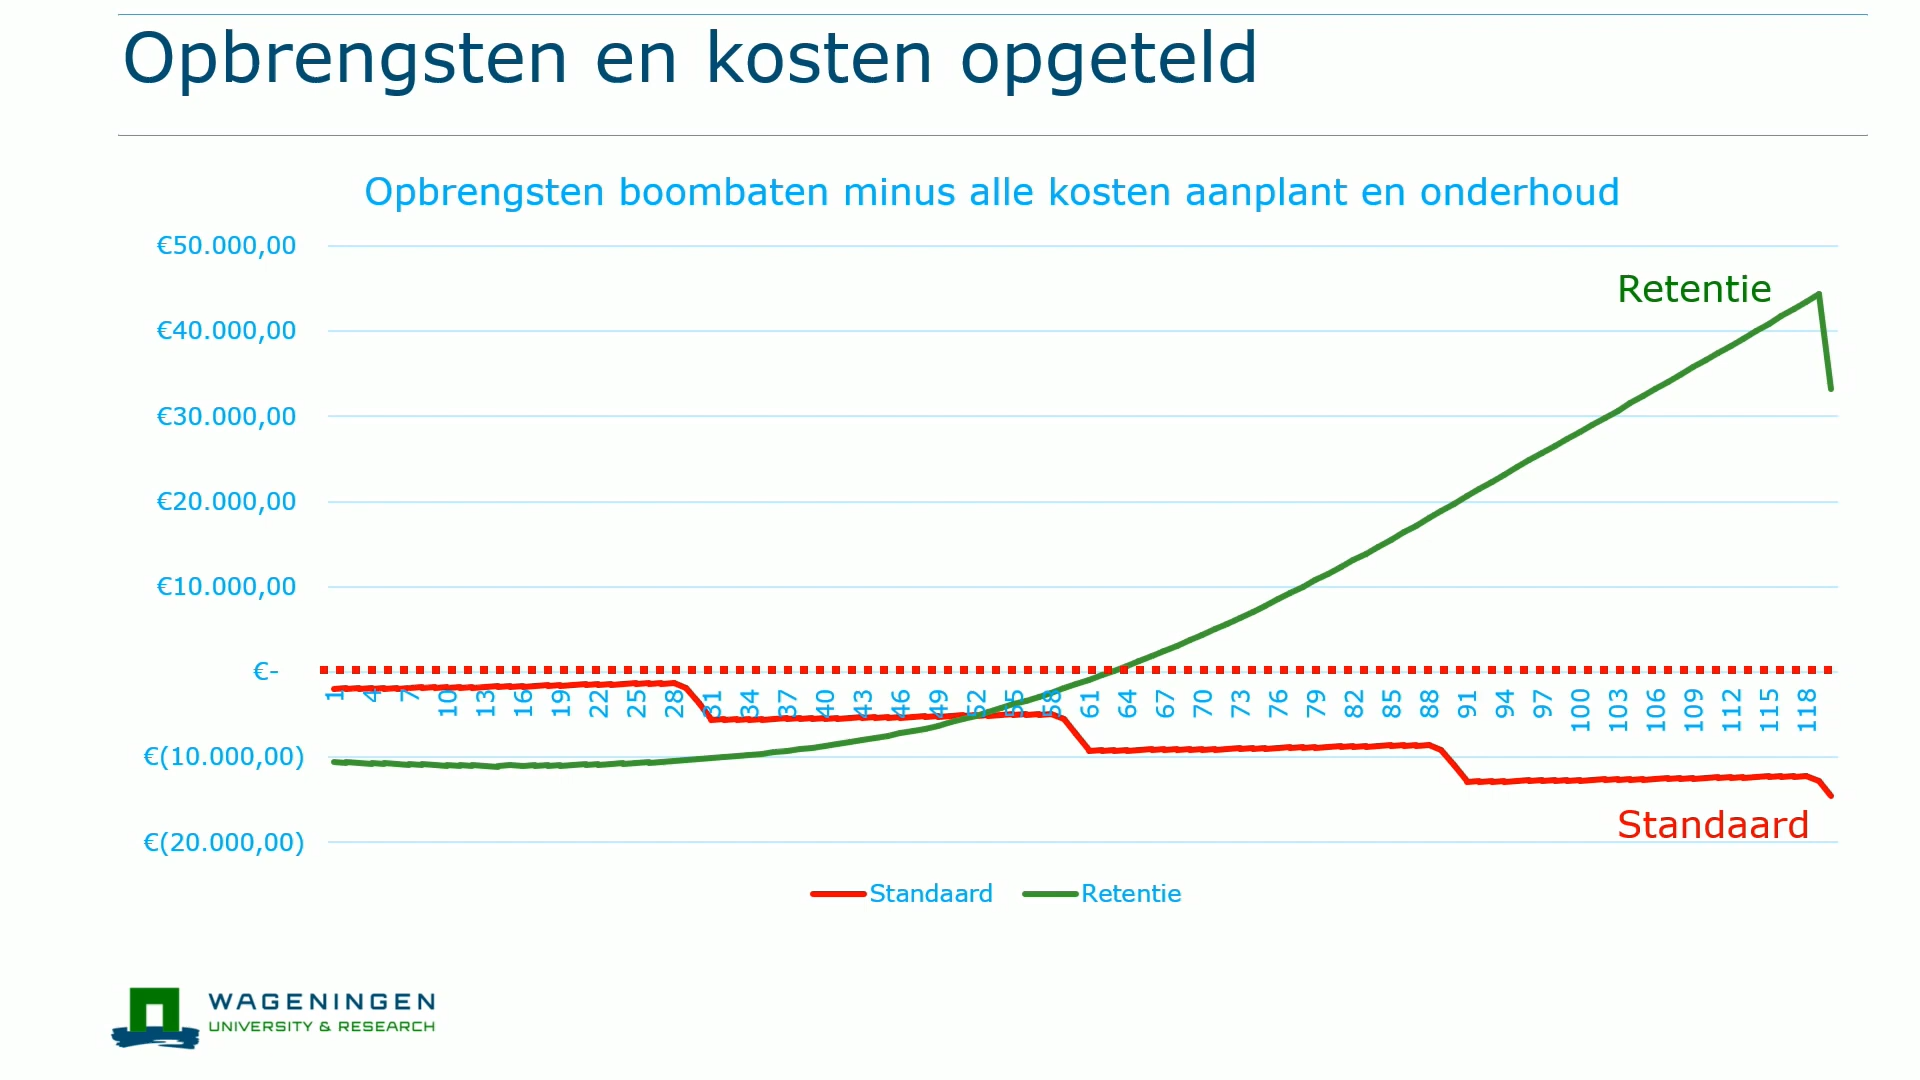 Opbrengsten en kosten opgeteld
Opbrengsten boombaten minus alle kosten aanplant en onderhoud
€50.000,00
Retentie
€40.000,00
€30.000,00
€20.000,00
€10.000,00
€-
1 4 7 10 13 16 19 22 25 28 31 34 37 40 43 46 49 52 55 58 61 64 67 70 73 76 79 82 85 88 91 94 97 100 103 106 109 112 115 118
€(10.000,00)
Standaard
€(20.000,00)
Standaard Retentie
WAGENINGEN
UNIVERSITY & RESEARCH